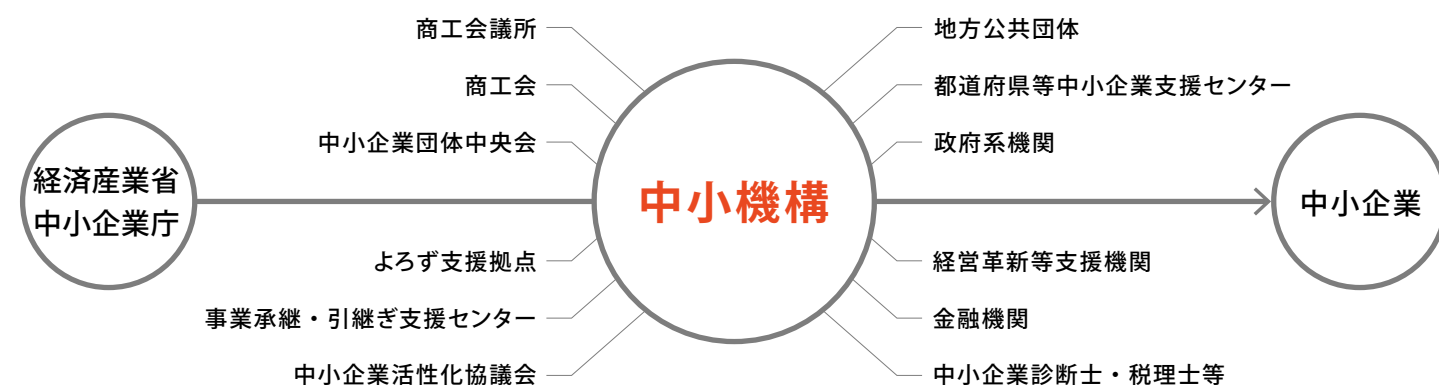 商工会議所
商工会
中小企業団体中央会
経済産業省
中小企業庁
よろず支援拠点
事業承継・引継ぎ支援センター
中小企業活性化協議会
中小機構
地方公共団体
都道府県等中小企業支援センター
政府系機関
経営革新等支援機関
金融機関
中小企業診断士・税理士等
中小企業